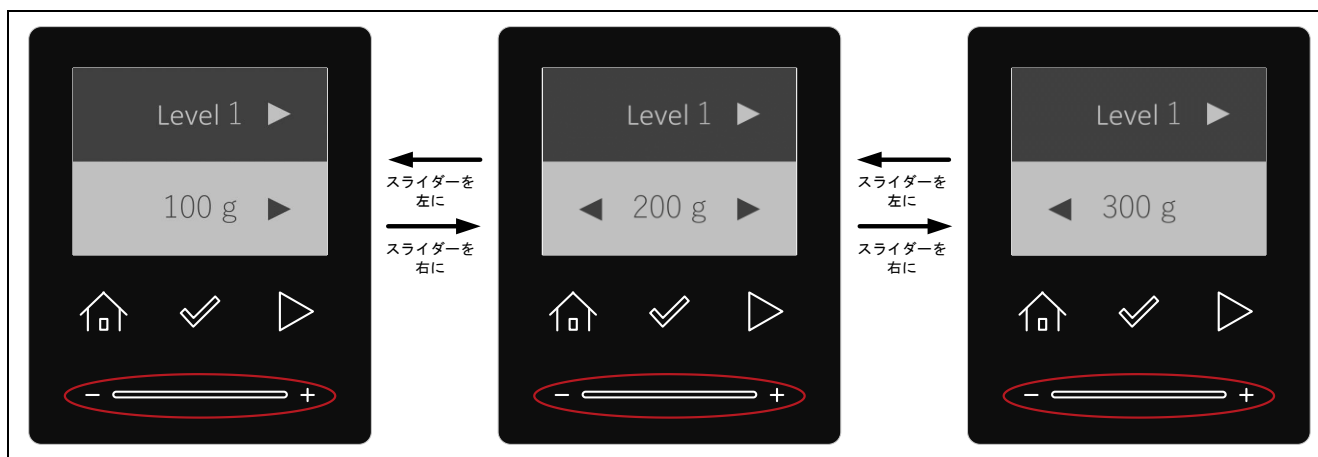 Level 1 ▶
100 g ▶
− +
スライダーを
左に
スライダーを
右に
Level 1 ▶
◀ 200 g ▶
− +
スライダーを
左に
スライダーを
右に
Level 1 ▶
◀ 300 g
− +